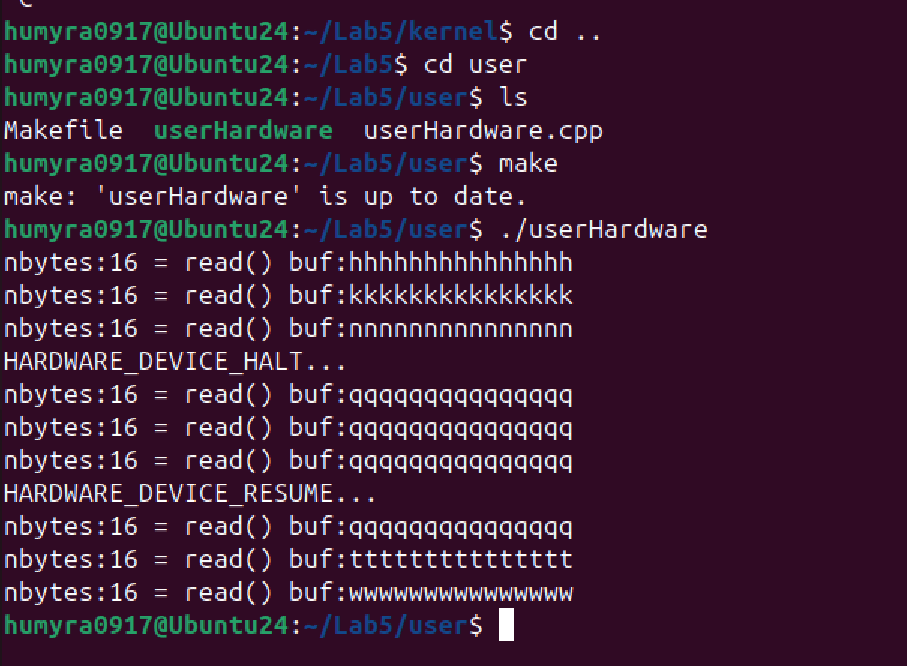 humyra0917@Ubuntu24:~/Lab5/kernel$ cd ..
humyra0917@Ubuntu24:~/Lab5$ cd user
humyra0917@Ubuntu24:~/Lab5/user$ ls
Makefile  userHardware  userHardware.cpp
humyra0917@Ubuntu24:~/Lab5/user$ make
make: 'userHardware' is up to date.
humyra0917@Ubuntu24:~/Lab5/user$ ./userHardware
nbytes:16 = read() buf:hhhhhhhhhhhhhhh
nbytes:16 = read() buf:kkkkkkkkkkkkkkk
nbytes:16 = read() buf:nnnnnnnnnnnnnnn
HARDWARE_DEVICE_HALT...
nbytes:16 = read() buf:qqqqqqqqqqqqqqq
nbytes:16 = read() buf:qqqqqqqqqqqqqqq
nbytes:16 = read() buf:qqqqqqqqqqqqqqq
HARDWARE_DEVICE_RESUME...
nbytes:16 = read() buf:qqqqqqqqqqqqqqq
nbytes:16 = read() buf:ttttttttttttttt
nbytes:16 = read() buf:wwwwwwwwwwwwwww
humyra0917@Ubuntu24:~/Lab5/user$